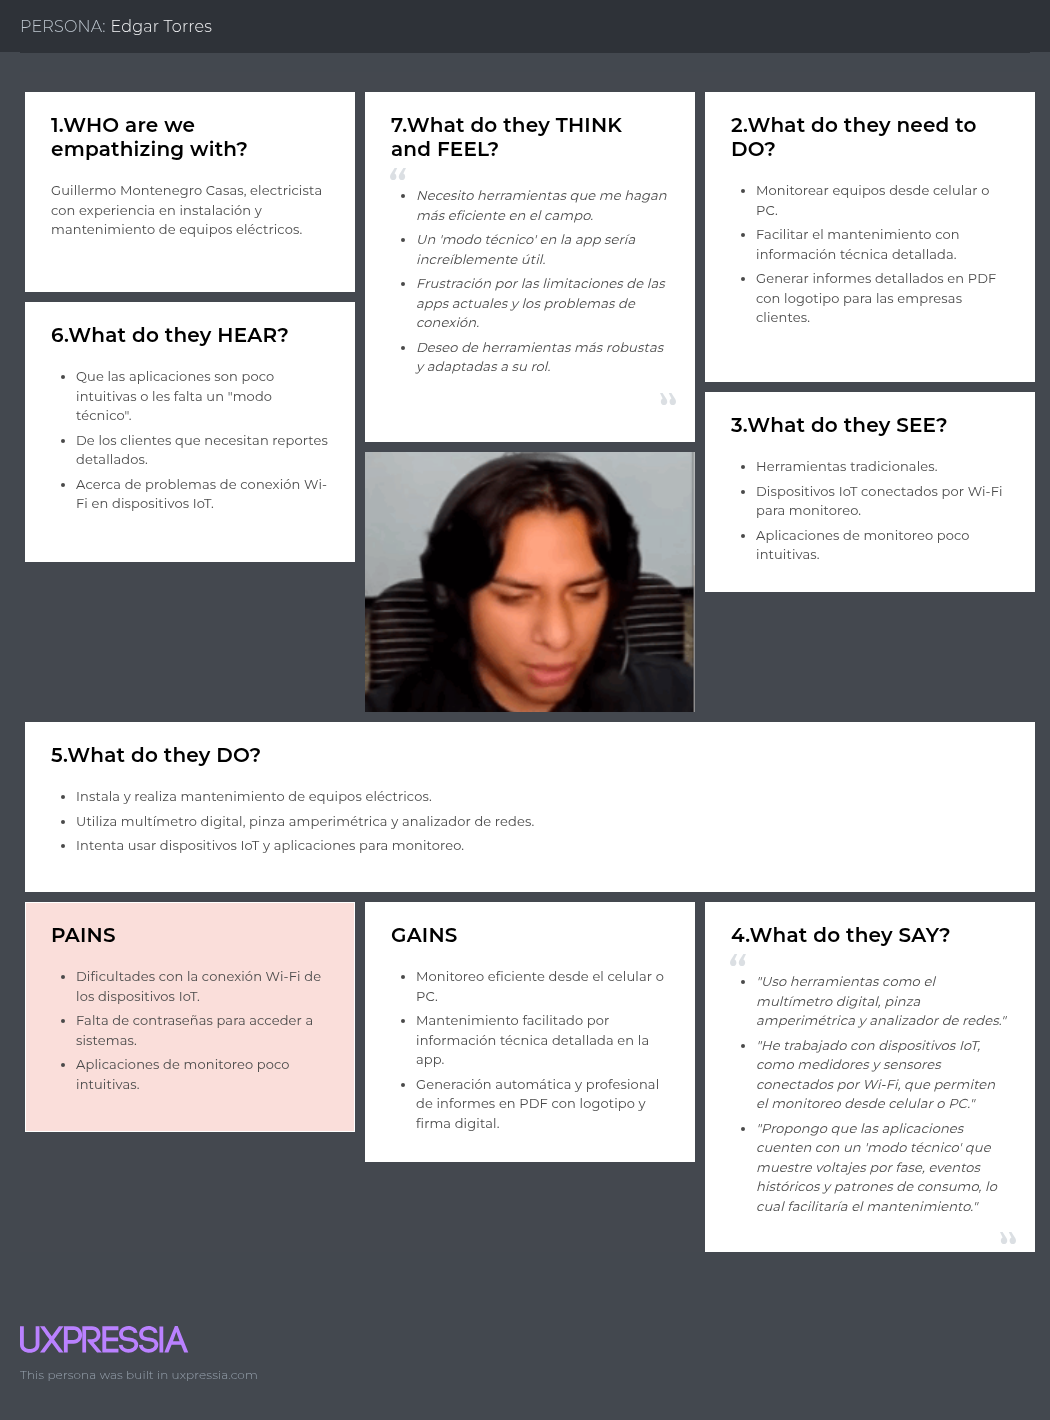 PERSONA: Edgar Torres
1.WHO are we
empathizing with?
Guillermo Montenegro Casas, electricista
con experiencia en instalación y
mantenimiento de equipos eléctricos.
7.What do they THINK
and FEEL?
“
• Necesito herramientas que me hagan
más eficiente en el campo.
• Un 'modo técnico' en la app sería
increíblemente útil.
• Frustración por las limitaciones de las
apps actuales y los problemas de
conexión.
• Deseo de herramientas más robustas
y adaptadas a su rol.
”
2.What do they need to
DO?
• Monitorear equipos desde celular o
PC.
• Facilitar el mantenimiento con
información técnica detallada.
• Generar informes detallados en PDF
con logotipo para las empresas
clientes.
6.What do they HEAR?
• Que las aplicaciones son poco
intuitivas o les falta un "modo
técnico".
• De los clientes que necesitan reportes
detallados.
• Acerca de problemas de conexión Wi-
Fi en dispositivos IoT.
3.What do they SEE?
• Herramientas tradicionales.
• Dispositivos IoT conectados por Wi-Fi
para monitoreo.
• Aplicaciones de monitoreo poco
intuitivas.
5.What do they DO?
• Instala y realiza mantenimiento de equipos eléctricos.
• Utiliza multímetro digital, pinza amperimétrica y analizador de redes.
• Intenta usar dispositivos IoT y aplicaciones para monitoreo.
PAINS
• Dificultades con la conexión Wi-Fi de
los dispositivos IoT.
• Falta de contraseñas para acceder a
sistemas.
• Aplicaciones de monitoreo poco
intuitivas.
GAINS
• Monitoreo eficiente desde el celular o
PC.
• Mantenimiento facilitado por
información técnica detallada en la
app.
• Generación automática y profesional
de informes en PDF con logotipo y
firma digital.
4.What do they SAY?
“
• "Uso herramientas como el
multímetro digital, pinza
amperimétrica y analizador de redes."
• "He trabajado con dispositivos IoT,
como medidores y sensores
conectados por Wi-Fi, que permiten
el monitoreo desde celular o PC."
• "Propongo que las aplicaciones
cuenten con un 'modo técnico' que
muestre voltajes por fase, eventos
históricos y patrones de consumo, lo
cual facilitaría el mantenimiento."
”
UXPRESSIA
This persona was built in uxpressia.com